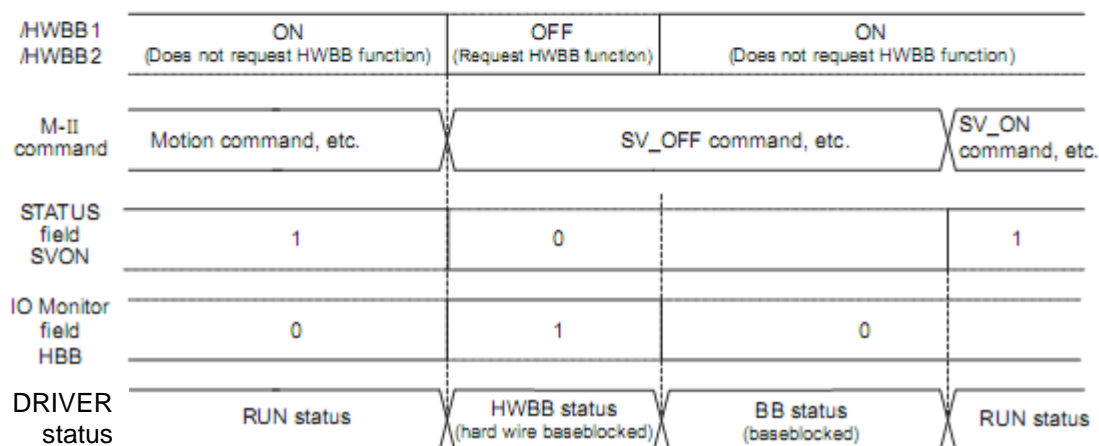 /HWBB1
/HWBB2
ON
(Does not request HWBB function)
OFF
(Request HWBB function)
ON
(Does not request HWBB function)
M-II
command
Motion command, etc.
SV_OFF command, etc.
SV_ON
command, etc.
STATUS
field
SVON
1
0
1
IO Monitor
field
HBB
0
1
0
DRIVER
status
RUN status
HWBB status
(hard wire baseblocked)
BB status
(baseblocked)
RUN status